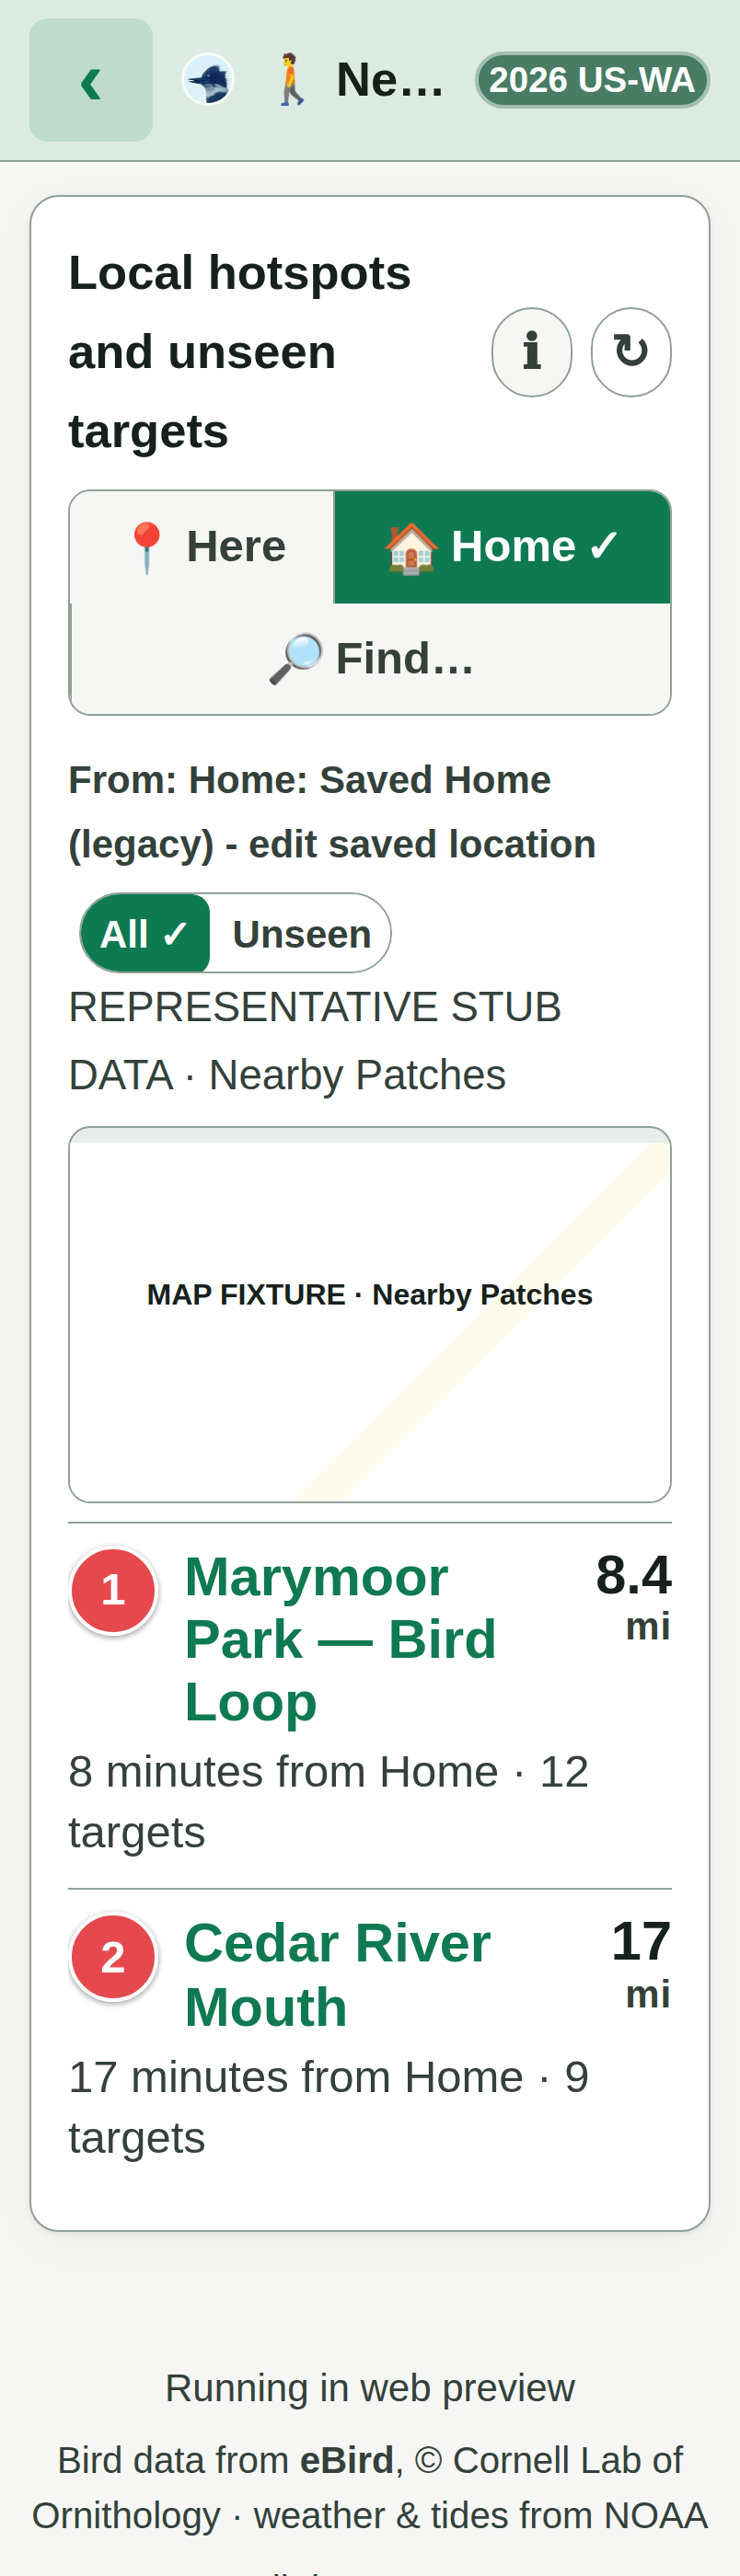 ‹ 🚶 Ne… 2026 US-WA
Local hotspots
and unseen
targets
ℹ ↻
📍 Here 🏠 Home ✓
🔎 Find…
From: Home: Saved Home
(legacy) - edit saved location
All ✓ Unseen
REPRESENTATIVE STUB
DATA · Nearby Patches
MAP FIXTURE · Nearby Patches
1 Marymoor 8.4
Park — Bird mi
Loop
8 minutes from Home · 12
targets
2 Cedar River 17
Mouth mi
17 minutes from Home · 9
targets
Running in web preview
Bird data from eBird, © Cornell Lab of
Ornithology · weather & tides from NOAA